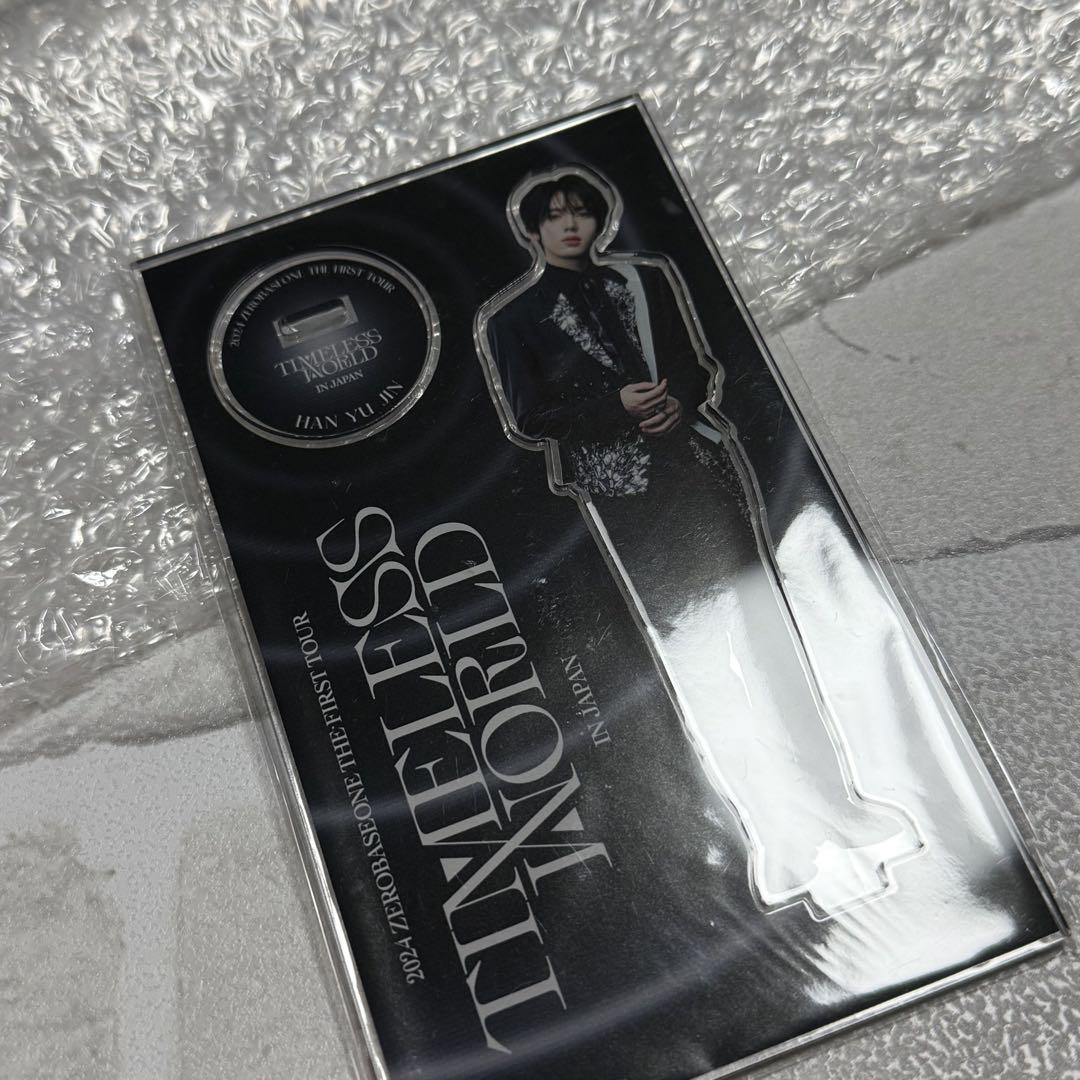 2024 ZEROBASEONE THE FIRST TOUR
TIMELESS
WORLD
IN JAPAN
HAN YU JIN
2024 ZEROBASEONE THE FIRST TOUR
TIMELESS
WORLD
IN JAPAN